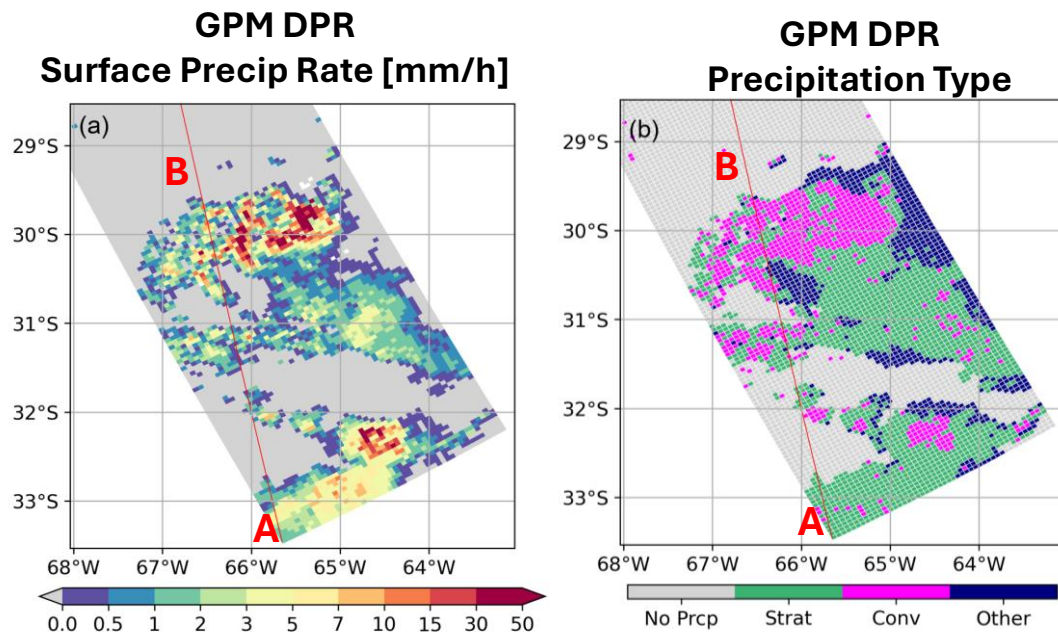 GPM DPR
Surface Precip Rate [mm/h]
(a)
B
A
29°S
30°S
31°S
32°S
33°S
68°W
67°W
66°W
65°W
64°W
0.0
0.5
1
2
3
5
7
10
15
30
50
GPM DPR
Precipitation Type
(b)
B
A
29°S
30°S
31°S
32°S
33°S
68°W
67°W
66°W
65°W
64°W
No Prcp
Strat
Conv
Other